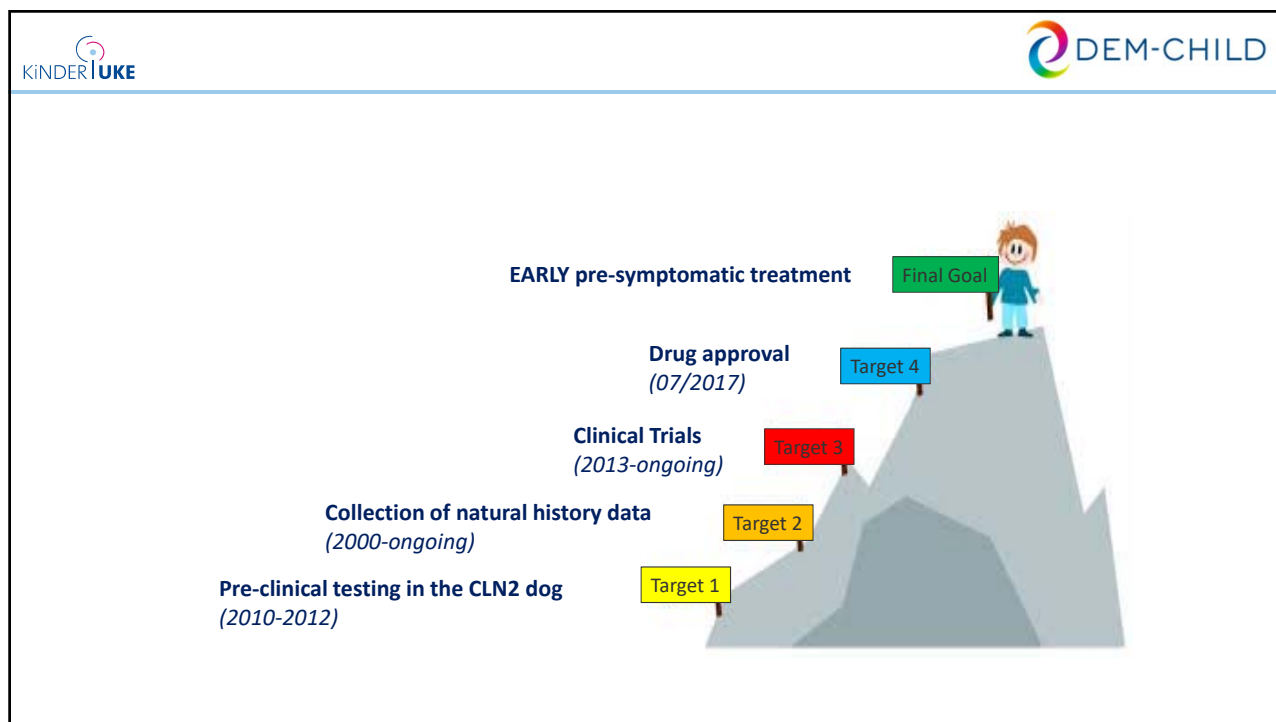 KiNDER UKE
DEM-CHILD
EARLY pre-symptomatic treatment
Final Goal
Drug approval
(07/2017)
Target 4
Clinical Trials
(2013-ongoing)
Target 3
Collection of natural history data
(2000-ongoing)
Target 2
Pre-clinical testing in the CLN2 dog
(2010-2012)
Target 1